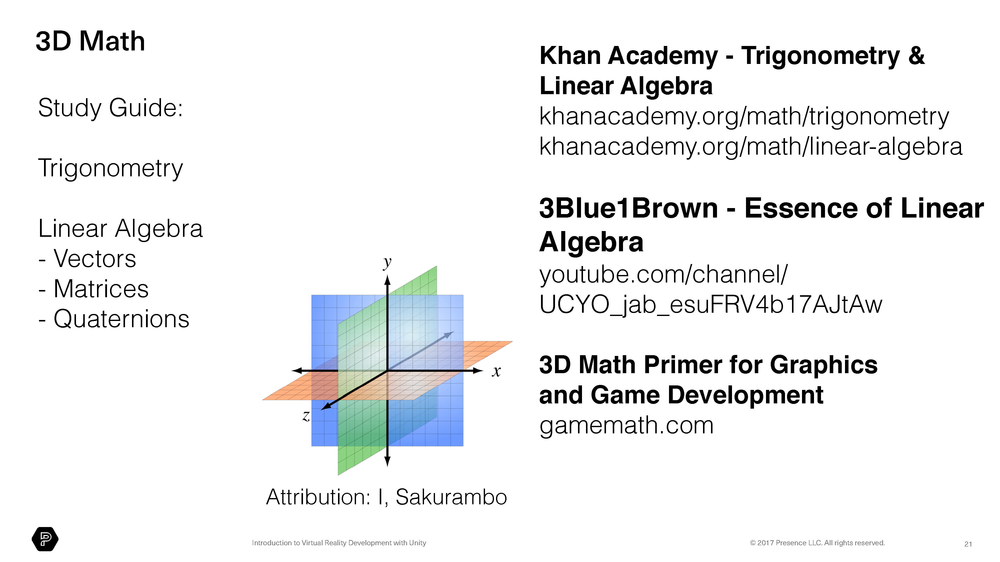 3D Math
Study Guide:
Trigonometry
Linear Algebra
- Vectors
- Matrices
- Quaternions
y
x
z
Attribution: I, Sakurambo
Khan Academy - Trigonometry &
Linear Algebra
khanacademy.org/math/trigonometry
khanacademy.org/math/linear-algebra
3Blue1Brown - Essence of Linear
Algebra
youtube.com/channel/
UCYO_jab_esuFRV4b17AJtAw
3D Math Primer for Graphics
and Game Development
gamemath.com
P
Introduction to Virtual Reality Development with Unity
© 2017 Presence LLC. All rights reserved.
21